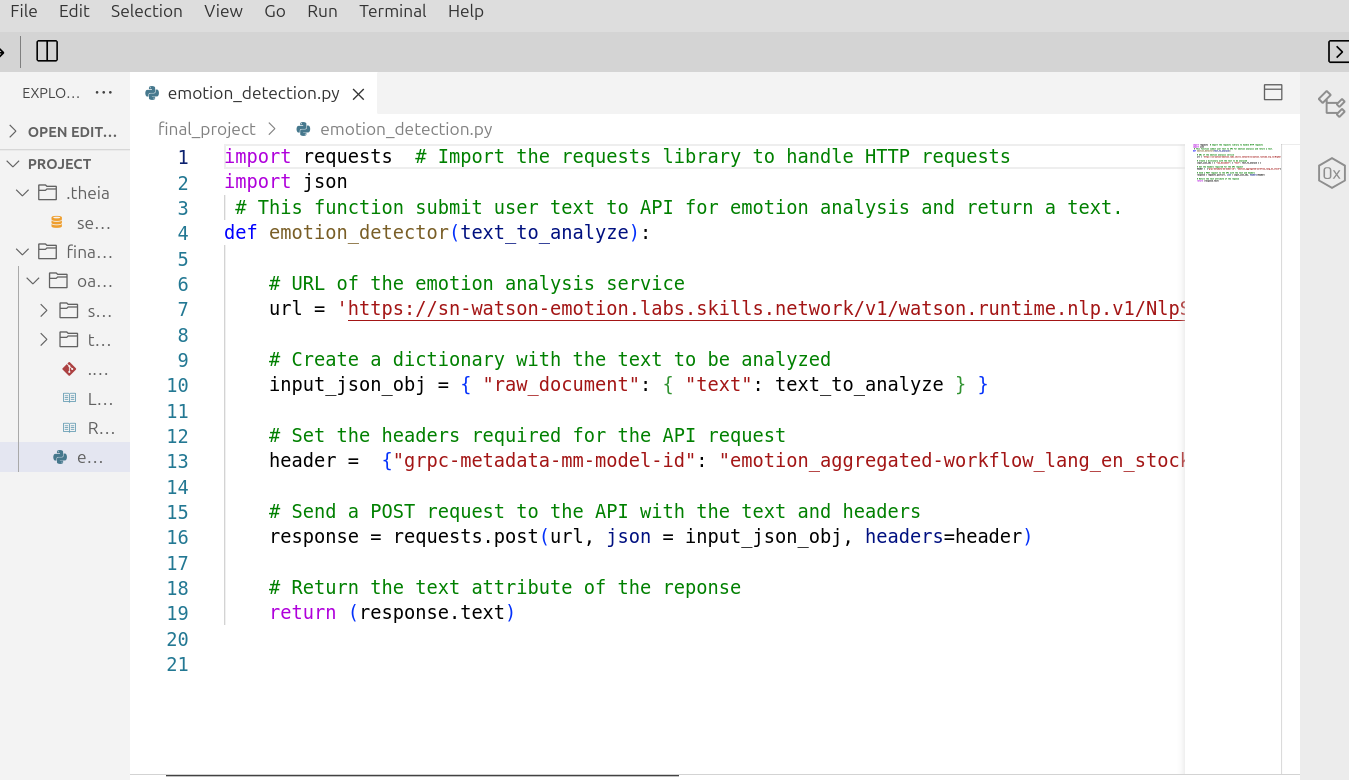 File Edit Selection View Go Run Terminal Help
EXPLO... ...
emotion_detection.py
OPEN EDIT...
final_project > emotion_detection.py
PROJECT
.theia
se...
fina...
oa...
s...
t...
....
L...
R...
e...
1 import requests  # Import the requests library to handle HTTP requests
2 import json
3  # This function submit user text to API for emotion analysis and return a text.
4 def emotion_detector(text_to_analyze):
5
6     # URL of the emotion analysis service
7     url = 'https://sn-watson-emotion.labs.skills.network/v1/watson.runtime.nlp.v1/NlpS
8
9     # Create a dictionary with the text to be analyzed
10     input_json_obj = { "raw_document": { "text": text_to_analyze } }
11
12     # Set the headers required for the API request
13     header =  {"grpc-metadata-mm-model-id": "emotion_aggregated-workflow_lang_en_stock
14
15     # Send a POST request to the API with the text and headers
16     response = requests.post(url, json = input_json_obj, headers=header)
17
18     # Return the text attribute of the reponse
19     return (response.text)
20
21
0x